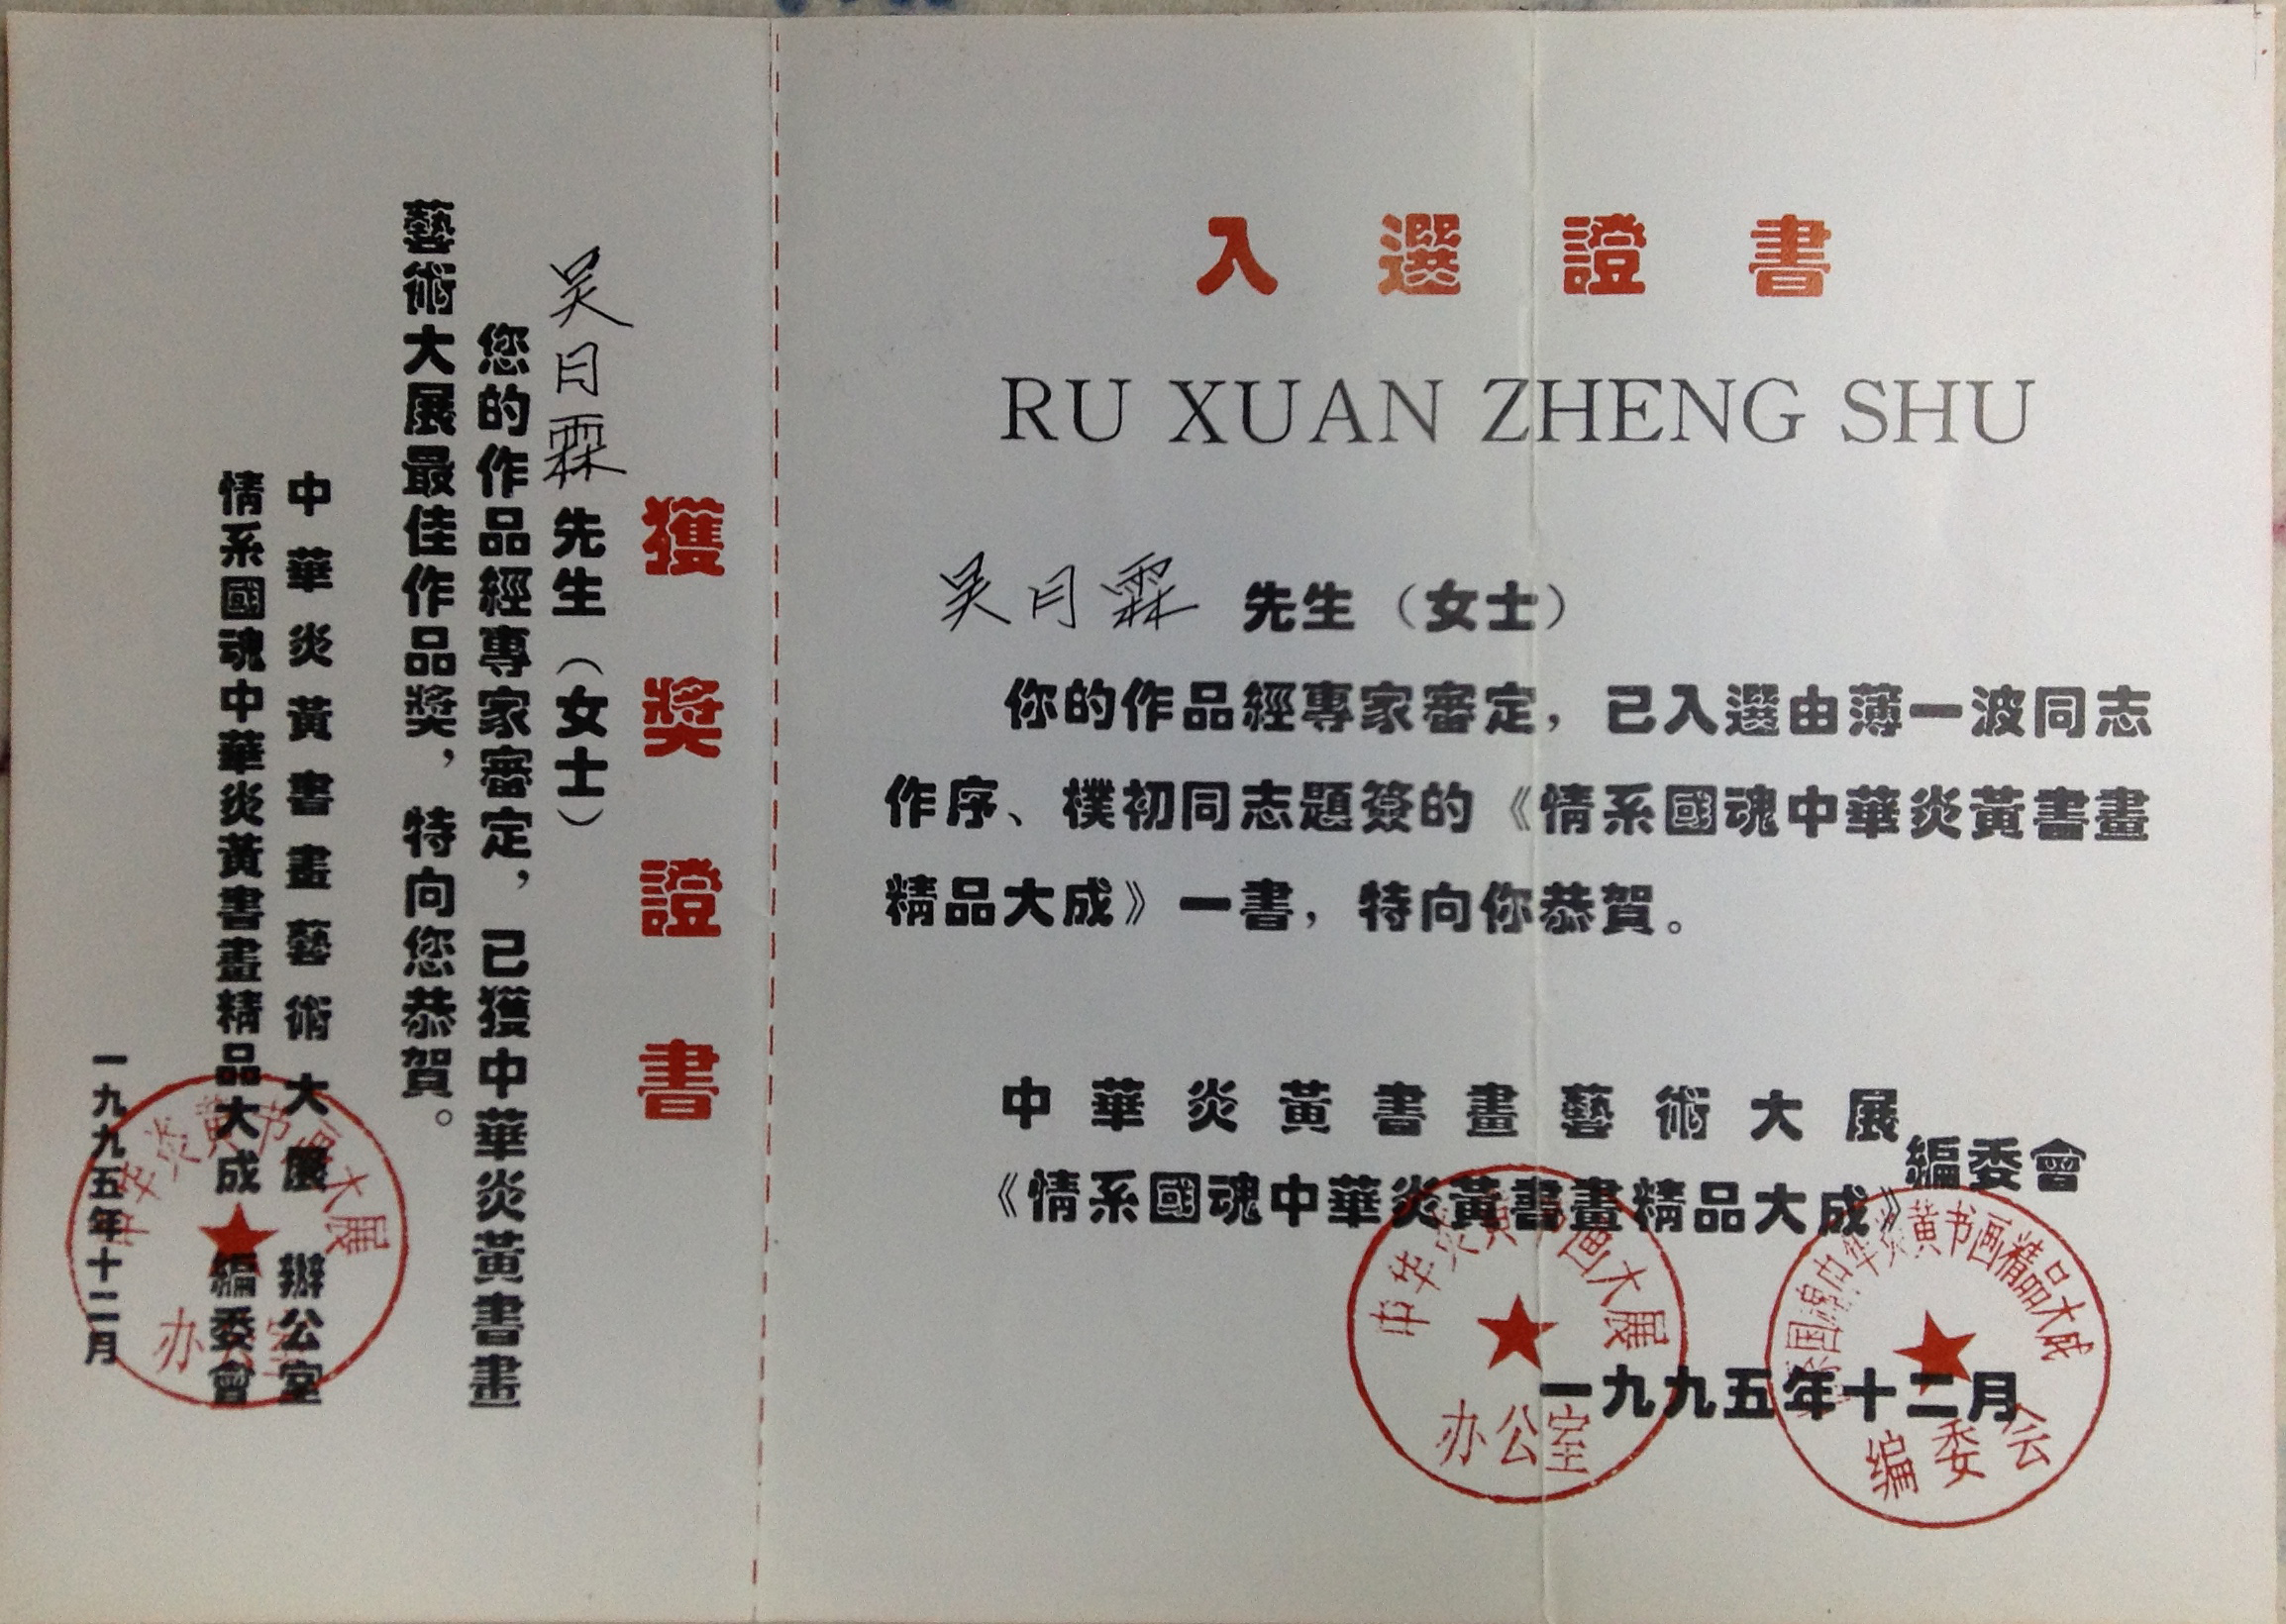 獲獎證書
吴月霖先生（女士）
您的作品經專家審定，已獲中華炎黃書畫
藝術大展最佳作品獎，特向您恭賀。
中華炎黃書畫藝術大展 辦公室
情系國魂中華炎黃書畫精品大成 編委會
一九九五年十二月
中华炎黄书画大展
办公室
入選證書
RU XUAN ZHENG SHU
吴月霖 先生（女士）
你的作品經專家審定，已入選由薄一波同志
作序、樸初同志題簽的《情系國魂中華炎黃書畫
精品大成》一書，特向你恭賀。
中華炎黃書畫藝術大展
《情系國魂中華炎黃書畫精品大成》
編委會
一九九五年十二月
中华炎黄书画大展
办公室
国魂中华炎黄书画精品大成
编委会